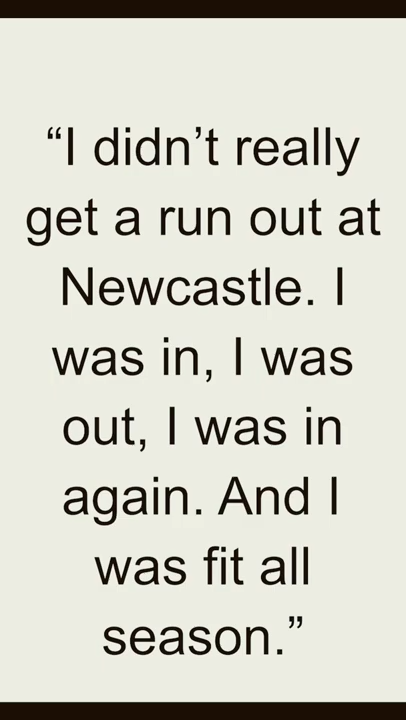 “I didn’t really
get a run out at
Newcastle. I
was in, I was
out, I was in
again. And I
was fit all
season.”